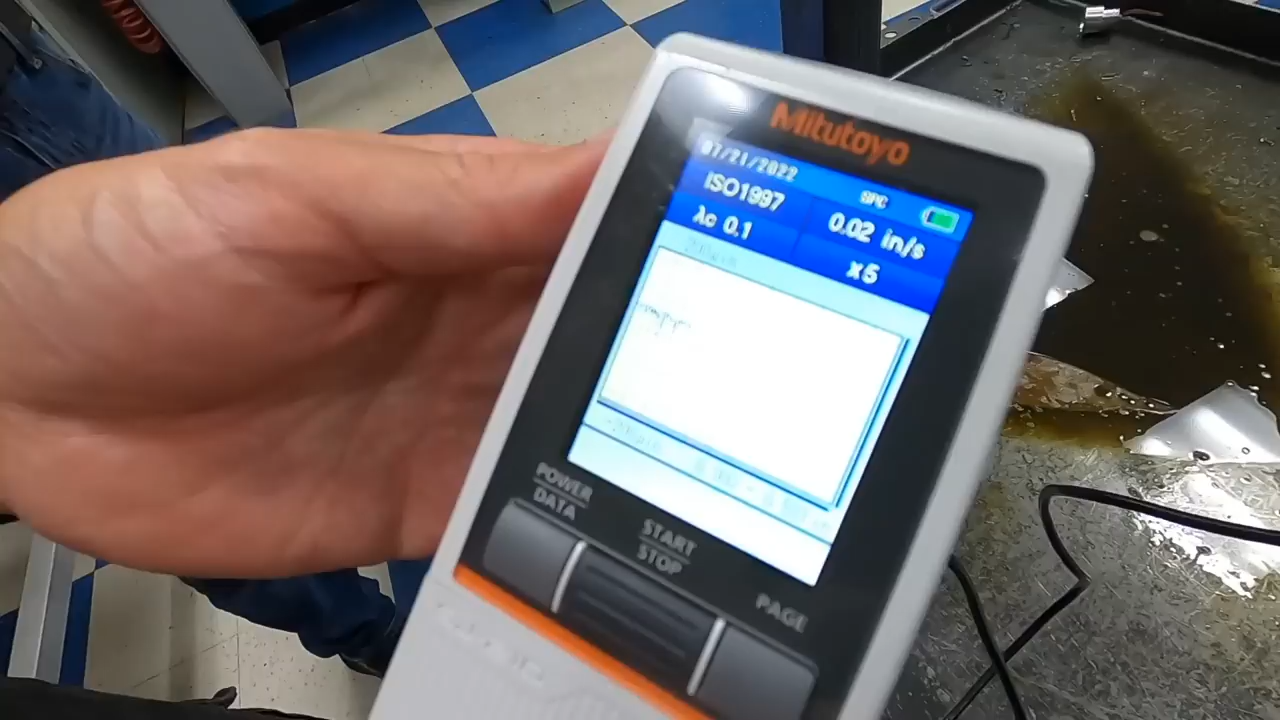 Mitutoyo
07/21/2022
SPC
ISO1997
0.02 in/s
λc 0.1
x5
POWER
DATA
START
STOP
PAGE